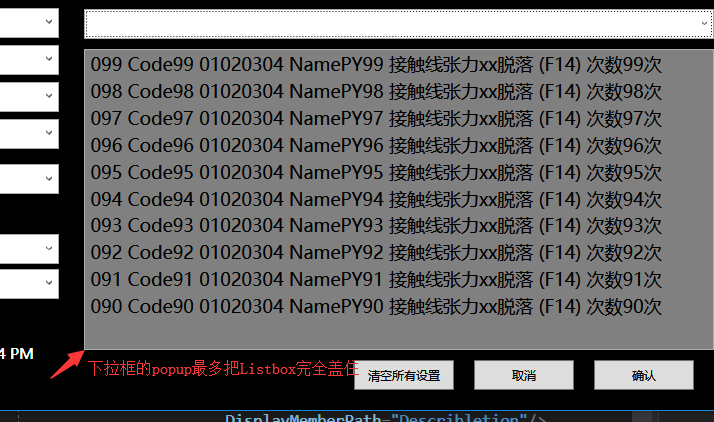 099 Code99 01020304 NamePY99 接触线张力xx脱落 (F14) 次数99次
098 Code98 01020304 NamePY98 接触线张力xx脱落 (F14) 次数98次
097 Code97 01020304 NamePY97 接触线张力xx脱落 (F14) 次数97次
096 Code96 01020304 NamePY96 接触线张力xx脱落 (F14) 次数96次
095 Code95 01020304 NamePY95 接触线张力xx脱落 (F14) 次数95次
094 Code94 01020304 NamePY94 接触线张力xx脱落 (F14) 次数94次
093 Code93 01020304 NamePY93 接触线张力xx脱落 (F14) 次数93次
092 Code92 01020304 NamePY92 接触线张力xx脱落 (F14) 次数92次
091 Code91 01020304 NamePY91 接触线张力xx脱落 (F14) 次数91次
090 Code90 01020304 NamePY90 接触线张力xx脱落 (F14) 次数90次
4 PM
下拉框的popup最多把Listbox完全盖住
清空所有设置 取消 确认
DisplayMemberPath="Describletion"/>